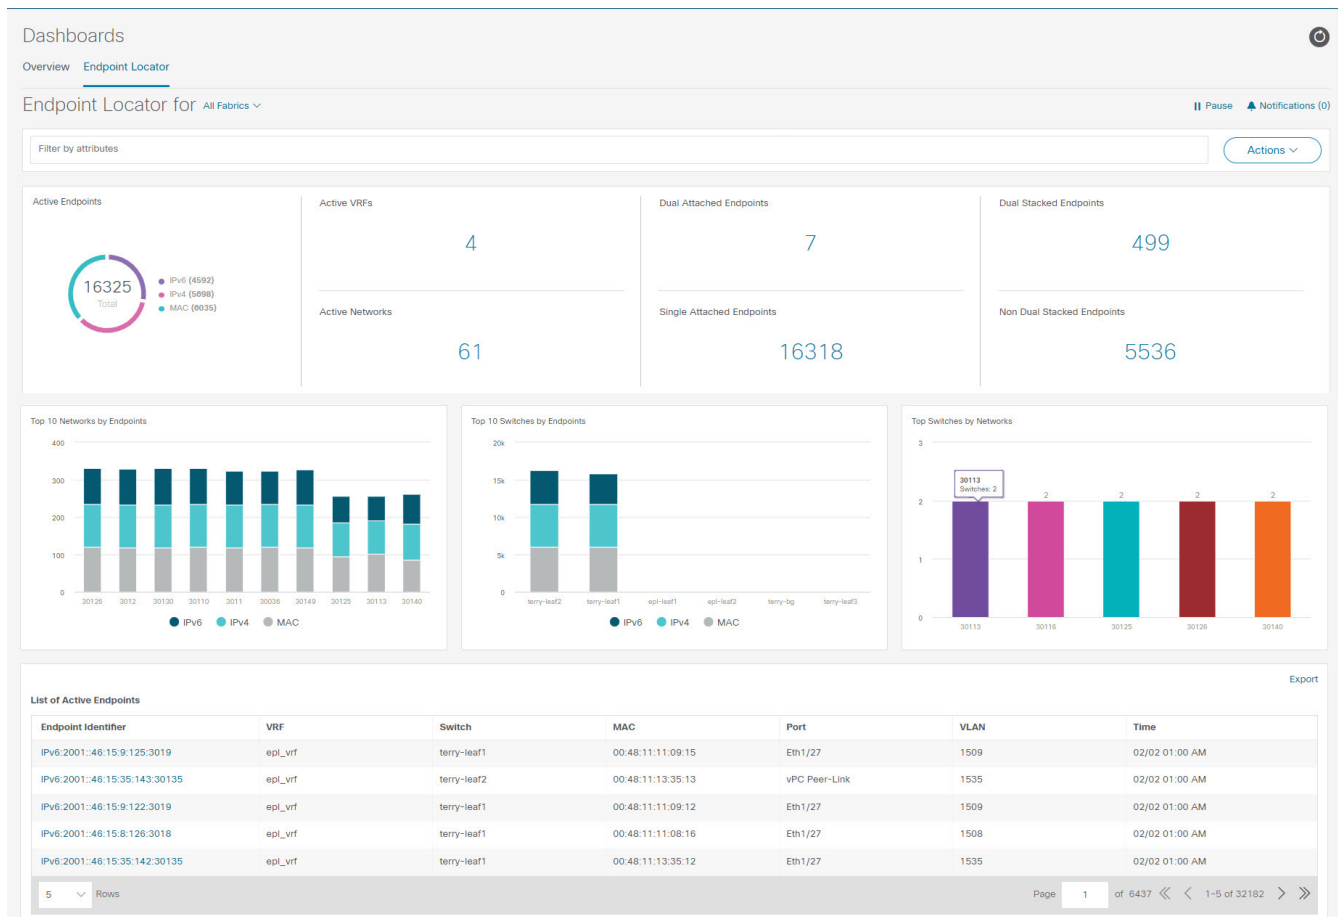 Dashboards
Overview Endpoint Locator
Endpoint Locator for All Fabrics
Pause Notifications (0)
Filter by attributes
Actions
Active Endpoints
16325
Total
IPv6 (4592)
IPv4 (5698)
MAC (6035)
Active VRFs
4
Active Networks
61
Dual Attached Endpoints
7
Single Attached Endpoints
16318
Dual Stacked Endpoints
499
Non Dual Stacked Endpoints
5536
Top 10 Networks by Endpoints
400
300
200
100
0
30126 3012 30130 30110 3011 30036 30149 30125 30113 30140
IPv6 IPv4 MAC
Top 10 Switches by Endpoints
20k
15k
10k
5k
0
terry-leaf2 terry-leaf1 epl-leaf1 epl-leaf2 terry-bg terry-leaf3
IPv6 IPv4 MAC
Top Switches by Networks
3
30113
Switches: 2
2 2 2 2 2
1
0
30113 30116 30125 30126 30140
Export
List of Active Endpoints
Endpoint Identifier VRF Switch MAC Port VLAN Time
IPv6:2001::46:15:9:125:3019 epl_vrf terry-leaf1 00:48:11:11:09:15 Eth1/27 1509 02/02 01:00 AM
IPv6:2001::46:15:35:143:30135 epl_vrf terry-leaf2 00:48:11:13:35:13 vPC Peer-Link 1535 02/02 01:00 AM
IPv6:2001::46:15:9:122:3019 epl_vrf terry-leaf1 00:48:11:11:09:12 Eth1/27 1509 02/02 01:00 AM
IPv6:2001::46:15:8:126:3018 epl_vrf terry-leaf1 00:48:11:11:08:16 Eth1/27 1508 02/02 01:00 AM
IPv6:2001::46:15:35:142:30135 epl_vrf terry-leaf1 00:48:11:13:35:12 Eth1/27 1535 02/02 01:00 AM
5 Rows Page 1 of 6437 1-5 of 32182